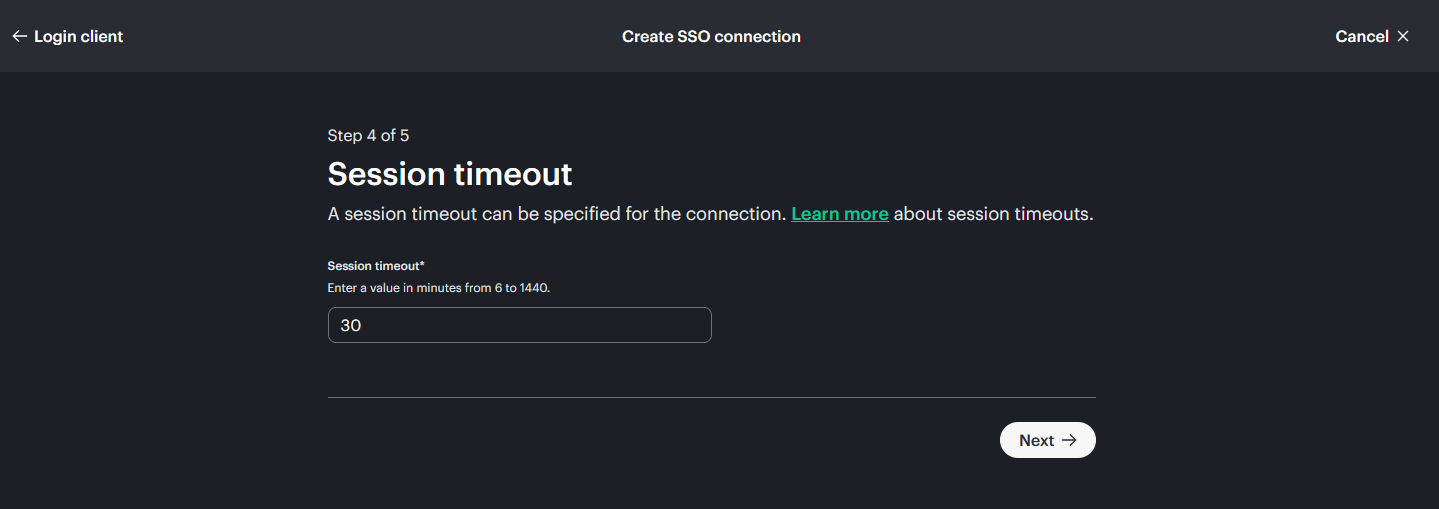 Login client
Create SSO connection
Cancel
Step 4 of 5
Session timeout
A session timeout can be specified for the connection. Learn more about session timeouts.
Session timeout*
Enter a value in minutes from 6 to 1440.
30
Next